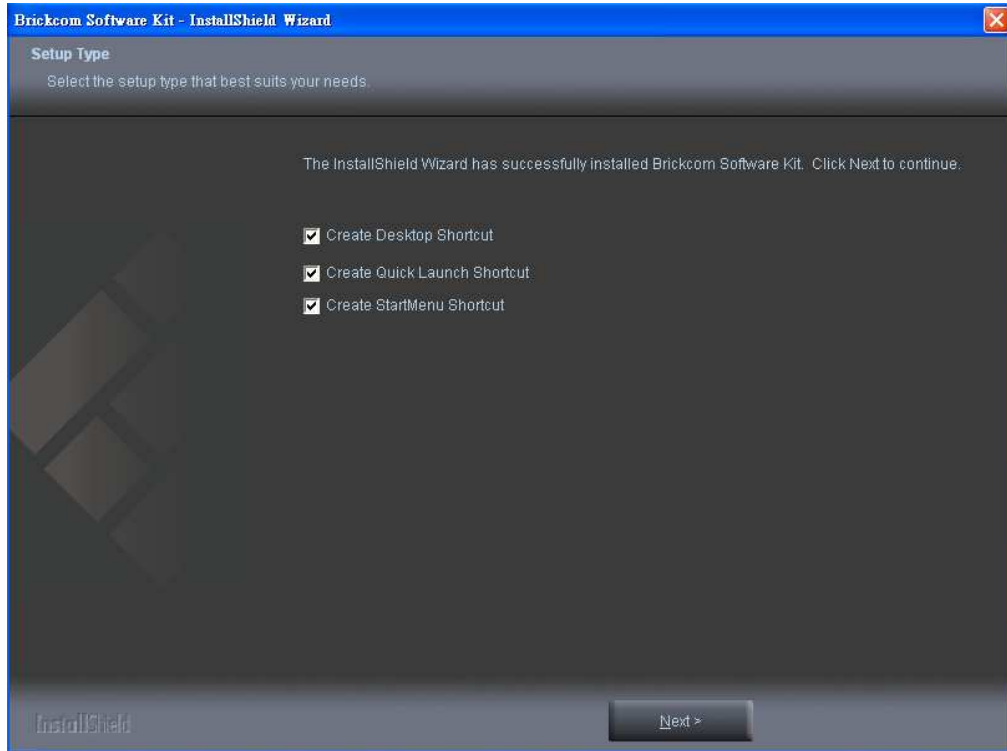 Brickcom Software Kit - InstallShield Wizard
Setup Type
Select the setup type that best suits your needs.
The InstallShield Wizard has successfully installed Brickcom Software Kit. Click Next to continue.
Create Desktop Shortcut
Create Quick Launch Shortcut
Create StartMenu Shortcut
InstallShield
Next >